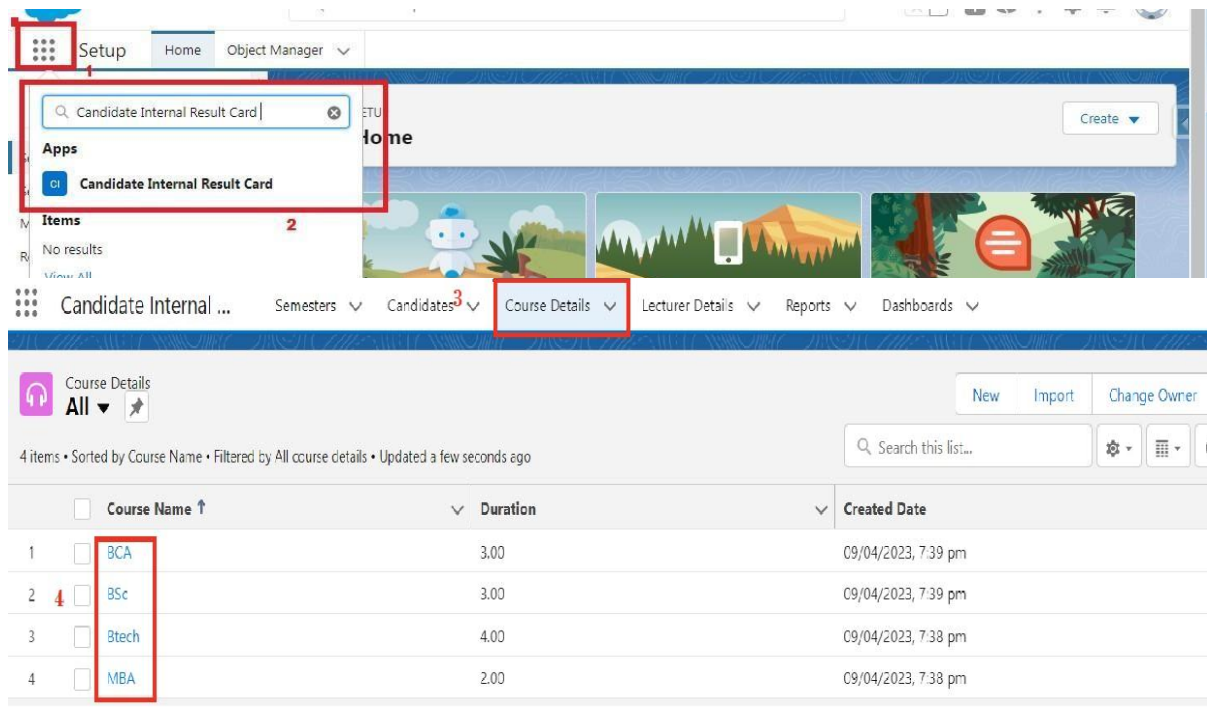 Setup Home Object Manager
1
Candidate Internal Result Card
Create
Home
Apps
CI Candidate Internal Result Card
Items
2
No results
View All
Candidate Internal ... Semesters Candidates 3 Course Details Lecturer Details Reports Dashboards
Course Details
All
New Import Change Owner
4 items • Sorted by Course Name • Filtered by All course details • Updated a few seconds ago
Search this list...
Course Name ↑ Duration Created Date
1 BCA 3.00 09/04/2023, 7:39 pm
2 4 BSc 3.00 09/04/2023, 7:39 pm
3 Btech 4.00 09/04/2023, 7:38 pm
4 MBA 2.00 09/04/2023, 7:38 pm